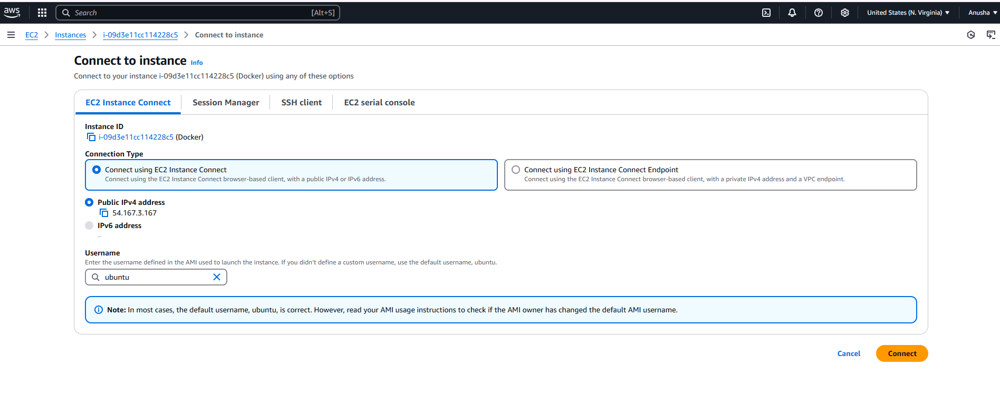 aws
Search [Alt+S] United States (N. Virginia) Anusha
EC2 Instances i-09d3e11cc114228c5 Connect to instance
Connect to instance Info
Connect to your instance i-09d3e11cc114228c5 (Docker) using any of these options
EC2 Instance Connect Session Manager SSH client EC2 serial console
Instance ID
i-09d3e11cc114228c5 (Docker)
Connection Type
Connect using EC2 Instance Connect
Connect using the EC2 Instance Connect browser-based client, with a public IPv4 or IPv6 address.
Connect using EC2 Instance Connect Endpoint
Connect using the EC2 Instance Connect browser-based client, with a private IPv4 address and a VPC endpoint.
Public IPv4 address
54.167.3.167
IPv6 address
–
Username
Enter the username defined in the AMI used to launch the instance. If you didn't define a custom username, use the default username, ubuntu.
ubuntu
Note: In most cases, the default username, ubuntu, is correct. However, read your AMI usage instructions to check if the AMI owner has changed the default AMI username.
Cancel Connect